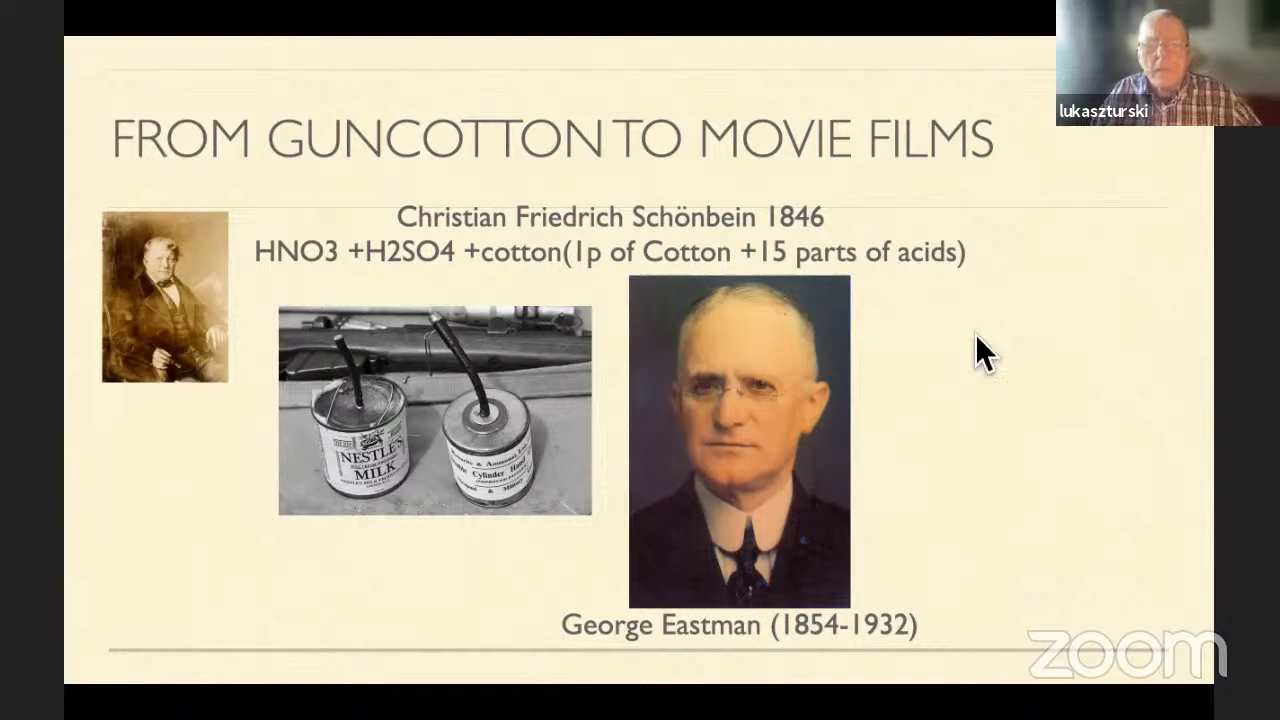 lukaszturski
FROM GUNCOTTON TO MOVIE FILMS
Christian Friedrich Schönbein 1846
HNO3 +H2SO4 +cotton(1p of Cotton +15 parts of acids)
NESTLE'S
MILK
Cylinder Hand
George Eastman (1854-1932)
zoom